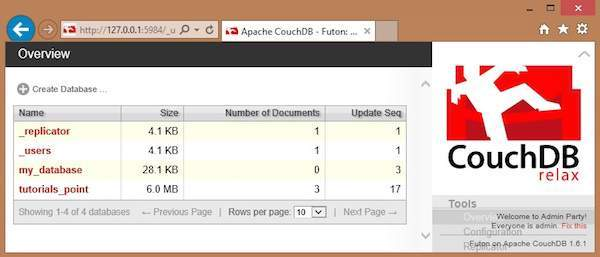 http://127.0.0.1:5984/_u
Apache CouchDB - Futon: ...
Overview
Create Database ...
Name Size Number of Documents Update Seq
_replicator 4.1 KB 1 1
_users 4.1 KB 1 1
my_database 28.1 KB 0 3
tutorials_point 6.0 MB 3 17
Showing 1-4 of 4 databases ← Previous Page | Rows per page: 10 | Next Page →
CouchDB
relax
Tools
Overview
Welcome to Admin Party!
Everyone is admin. Fix this
Configuration
Replicator
Futon on Apache CouchDB 1.6.1